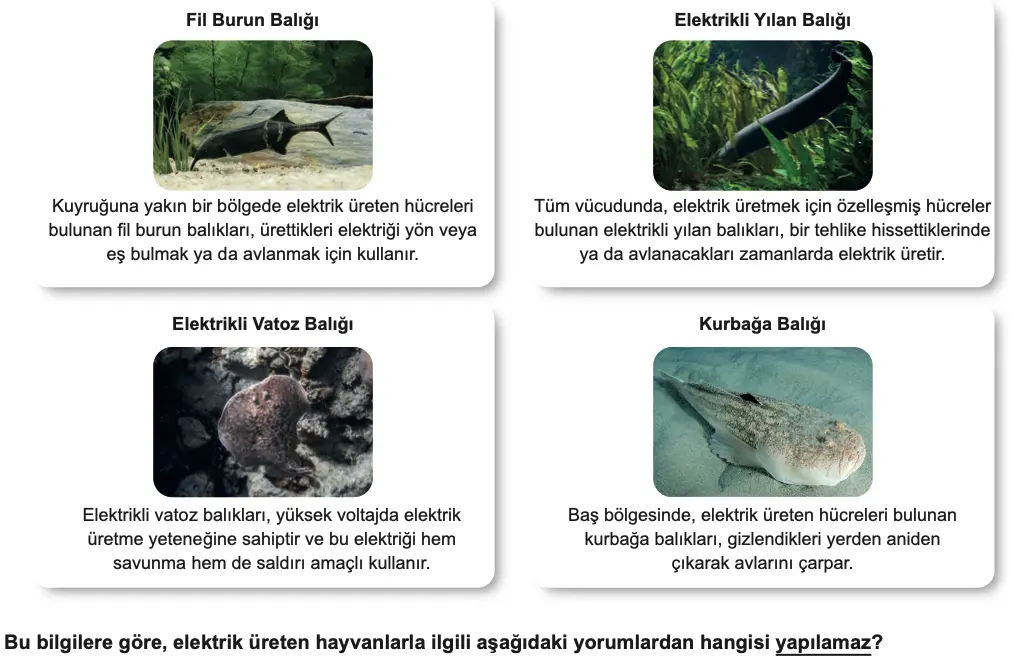 Fil Burun Balığı
Kuyruğuna yakın bir bölgede elektrik üreten hücreleri
bulunan fil burun balıkları, ürettikleri elektriği yön veya
eş bulmak ya da avlanmak için kullanır.
Elektrikli Yılan Balığı
Tüm vücudunda, elektrik üretmek için özelleşmiş hücreler
bulunan elektrikli yılan balıkları, bir tehlike hissettiklerinde
ya da avlanacakları zamanlarda elektrik üretir.
Elektrikli Vatoz Balığı
Elektrikli vatoz balıkları, yüksek voltajda elektrik
üretme yeteneğine sahiptir ve bu elektriği hem
savunma hem de saldırı amaçlı kullanır.
Kurbağa Balığı
Baş bölgesinde, elektrik üreten hücreleri bulunan
kurbağa balıkları, gizlendikleri yerden aniden
çıkarak avlarını çarpar.
Bu bilgilere göre, elektrik üreten hayvanlarla ilgili aşağıdaki yorumlardan hangisi yapılamaz?